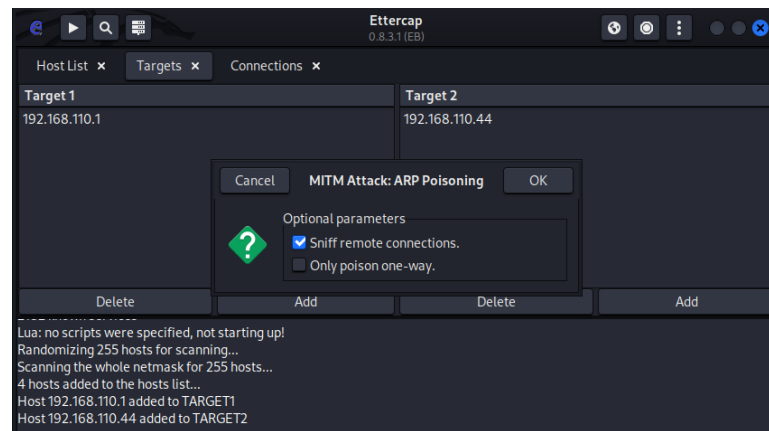 Ettercap
0.8.3.1 (EB)
Host List × Targets × Connections ×
Target 1 Target 2
192.168.110.1 192.168.110.44
Cancel MITM Attack: ARP Poisoning OK
Optional parameters
Sniff remote connections.
Only poison one-way.
Delete Add Delete Add
Lua: no scripts were specified, not starting up!
Randomizing 255 hosts for scanning...
Scanning the whole netmask for 255 hosts...
4 hosts added to the hosts list...
Host 192.168.110.1 added to TARGET1
Host 192.168.110.44 added to TARGET2